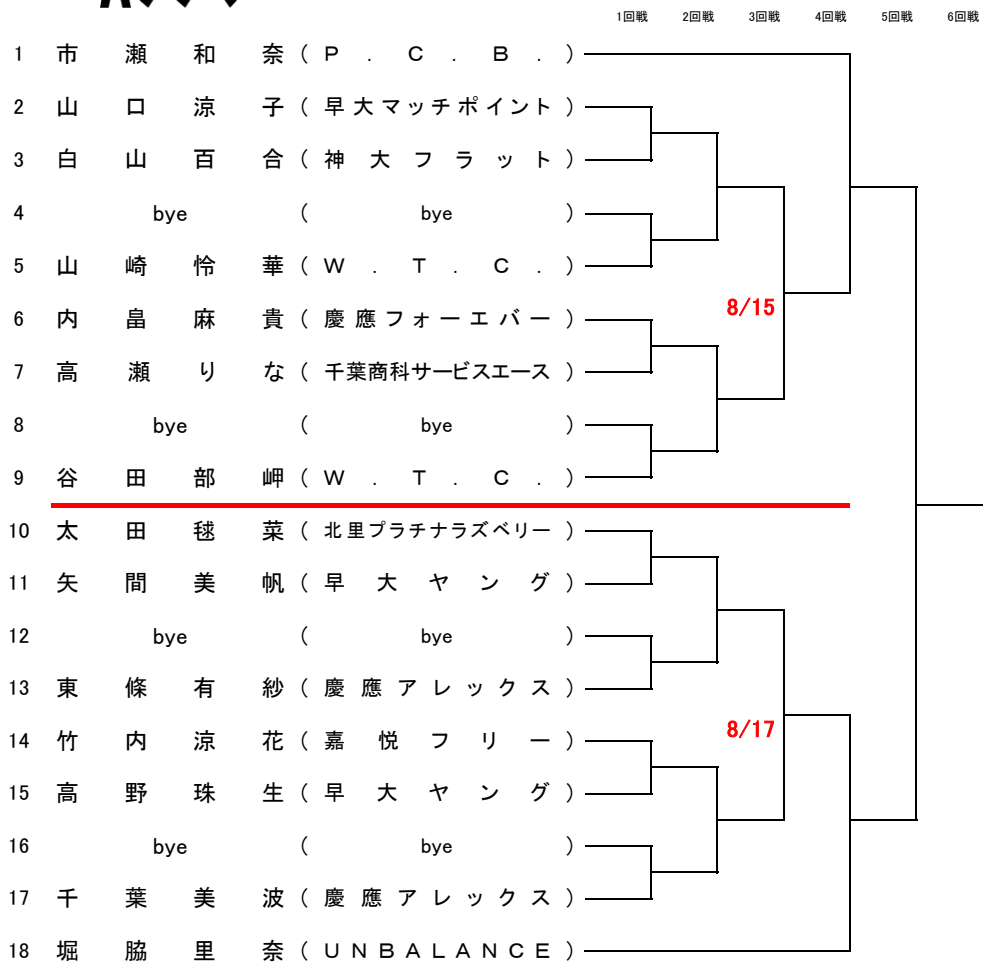 1回戦 2回戦 3回戦 4回戦 5回戦 6回戦
1 市瀬和奈 (P.C.B.)
2 山口涼子 (早大マッチポイント)
3 白山百合 (神大フラット)
4 bye (bye)
5 山崎怜華 (W.T.C.)
8/15
6 内畠麻貴 (慶應フォーエバー)
7 高瀬りな (千葉商科サービスエース)
8 bye (bye)
9 谷田部岬 (W.T.C.)
10 太田毬菜 (北里プラチナラズベリー)
11 矢間美帆 (早大ヤング)
12 bye (bye)
13 東條有紗 (慶應アレックス)
8/17
14 竹内涼花 (嘉悦フリー)
15 高野珠生 (早大ヤング)
16 bye (bye)
17 千葉美波 (慶應アレックス)
18 堀脇里奈 (UNBALANCE)